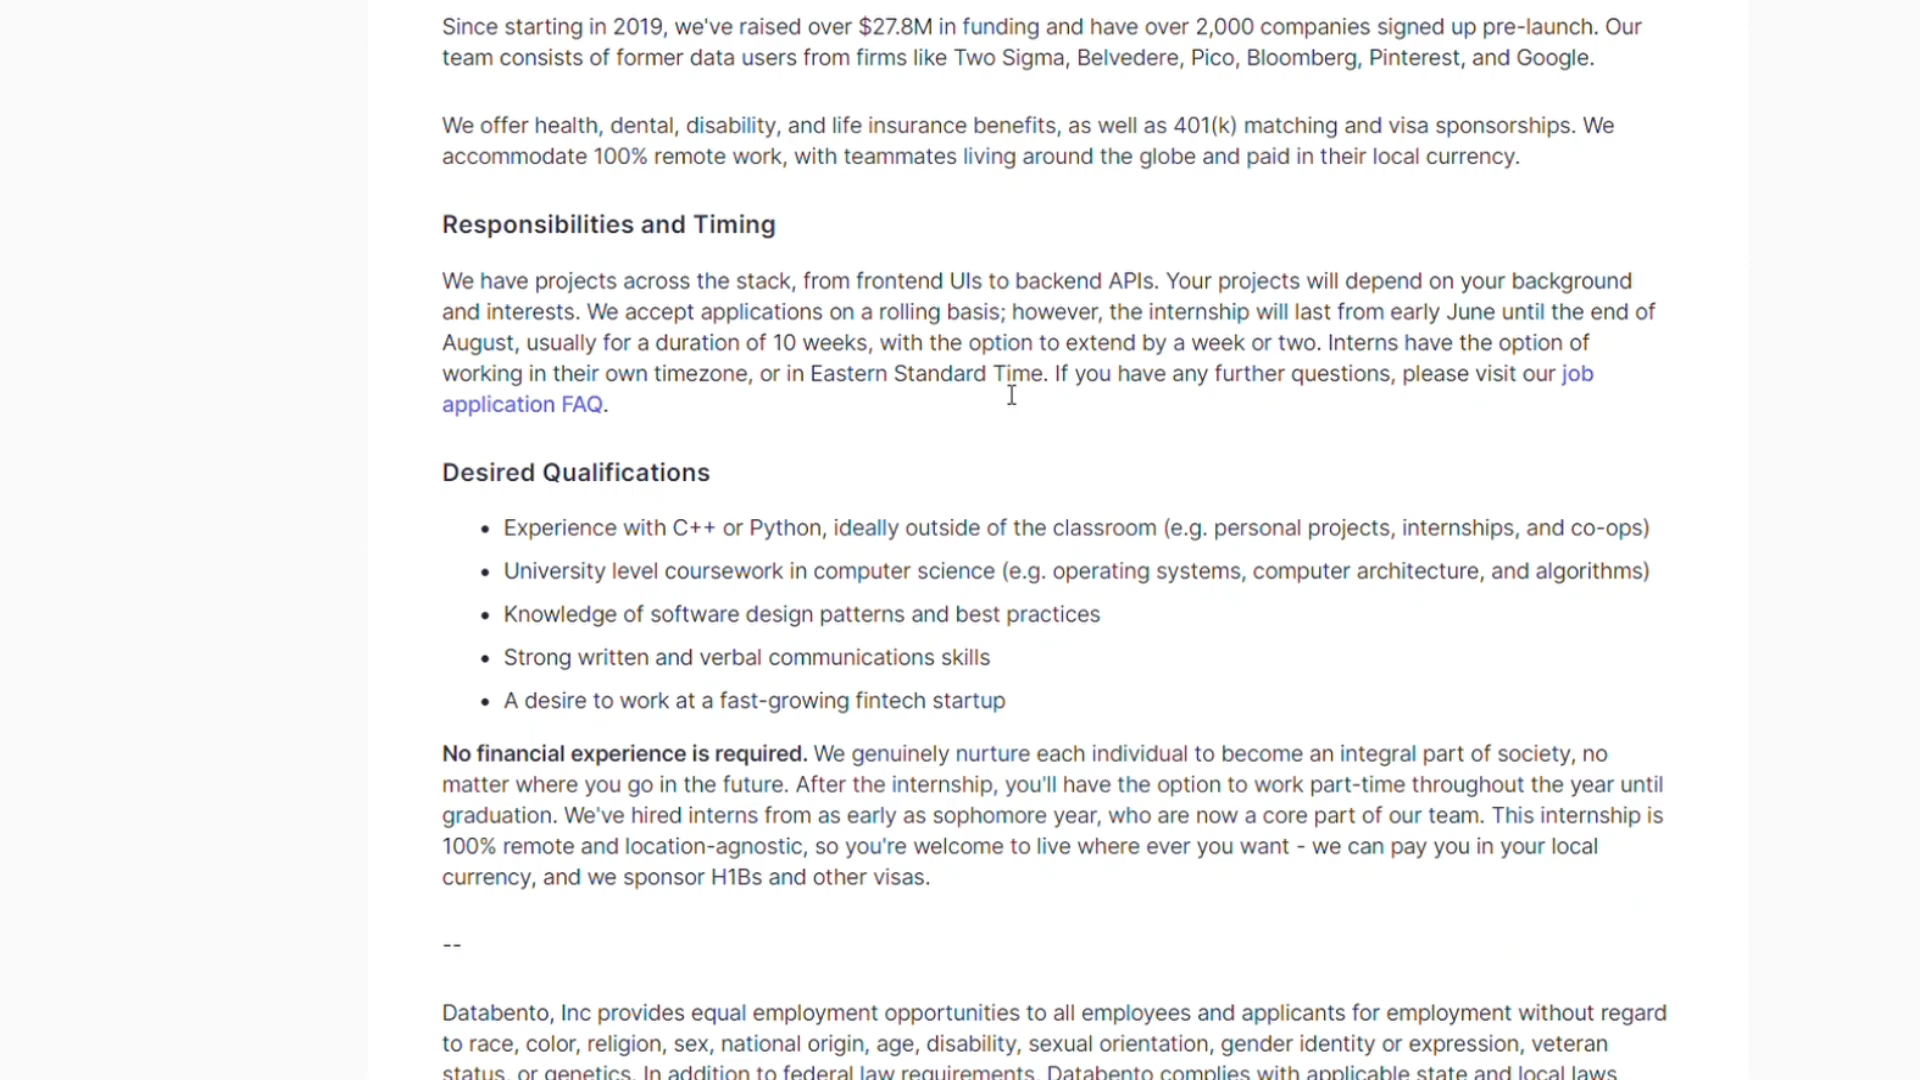 Since starting in 2019, we've raised over $27.8M in funding and have over 2,000 companies signed up pre-launch. Our
team consists of former data users from firms like Two Sigma, Belvedere, Pico, Bloomberg, Pinterest, and Google.
We offer health, dental, disability, and life insurance benefits, as well as 401(k) matching and visa sponsorships. We
accommodate 100% remote work, with teammates living around the globe and paid in their local currency.
Responsibilities and Timing
We have projects across the stack, from frontend UIs to backend APIs. Your projects will depend on your background
and interests. We accept applications on a rolling basis; however, the internship will last from early June until the end of
August, usually for a duration of 10 weeks, with the option to extend by a week or two. Interns have the option of
working in their own timezone, or in Eastern Standard Time. If you have any further questions, please visit our job
application FAQ.
Desired Qualifications
• Experience with C++ or Python, ideally outside of the classroom (e.g. personal projects, internships, and co-ops)
• University level coursework in computer science (e.g. operating systems, computer architecture, and algorithms)
• Knowledge of software design patterns and best practices
• Strong written and verbal communications skills
• A desire to work at a fast-growing fintech startup
No financial experience is required. We genuinely nurture each individual to become an integral part of society, no
matter where you go in the future. After the internship, you'll have the option to work part-time throughout the year until
graduation. We've hired interns from as early as sophomore year, who are now a core part of our team. This internship is
100% remote and location-agnostic, so you're welcome to live where ever you want - we can pay you in your local
currency, and we sponsor H1Bs and other visas.
--
Databento, Inc provides equal employment opportunities to all employees and applicants for employment without regard
to race, color, religion, sex, national origin, age, disability, sexual orientation, gender identity or expression, veteran
status, or genetics. In addition to federal law requirements, Databento complies with applicable state and local laws